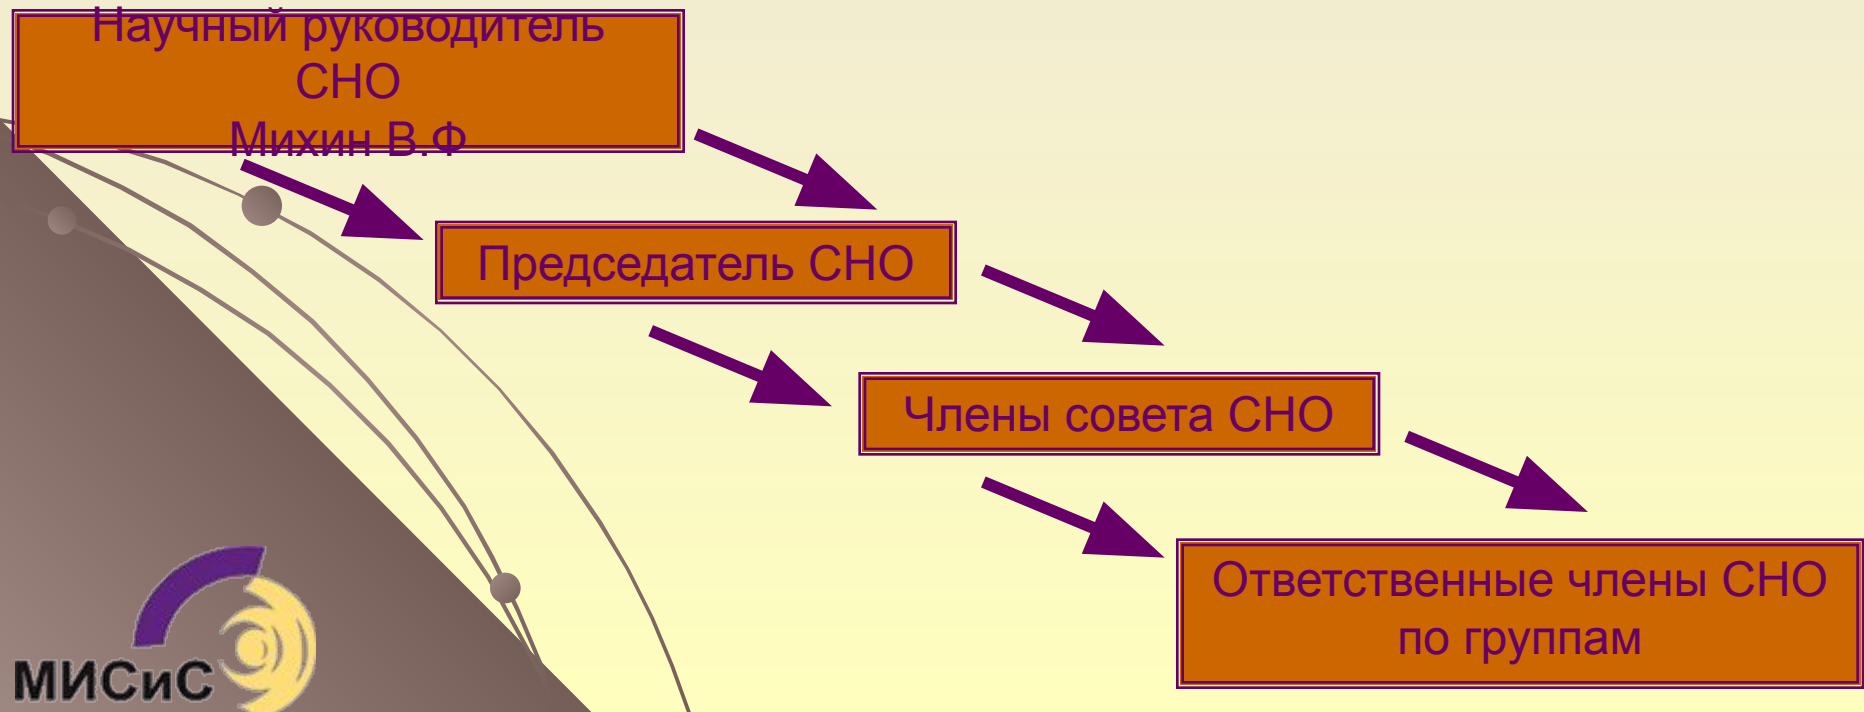 Научный руководитель
СНО
Михин В.Ф
Председатель СНО
Члены совета СНО
Ответственные члены СНО
по группам
МИСиС